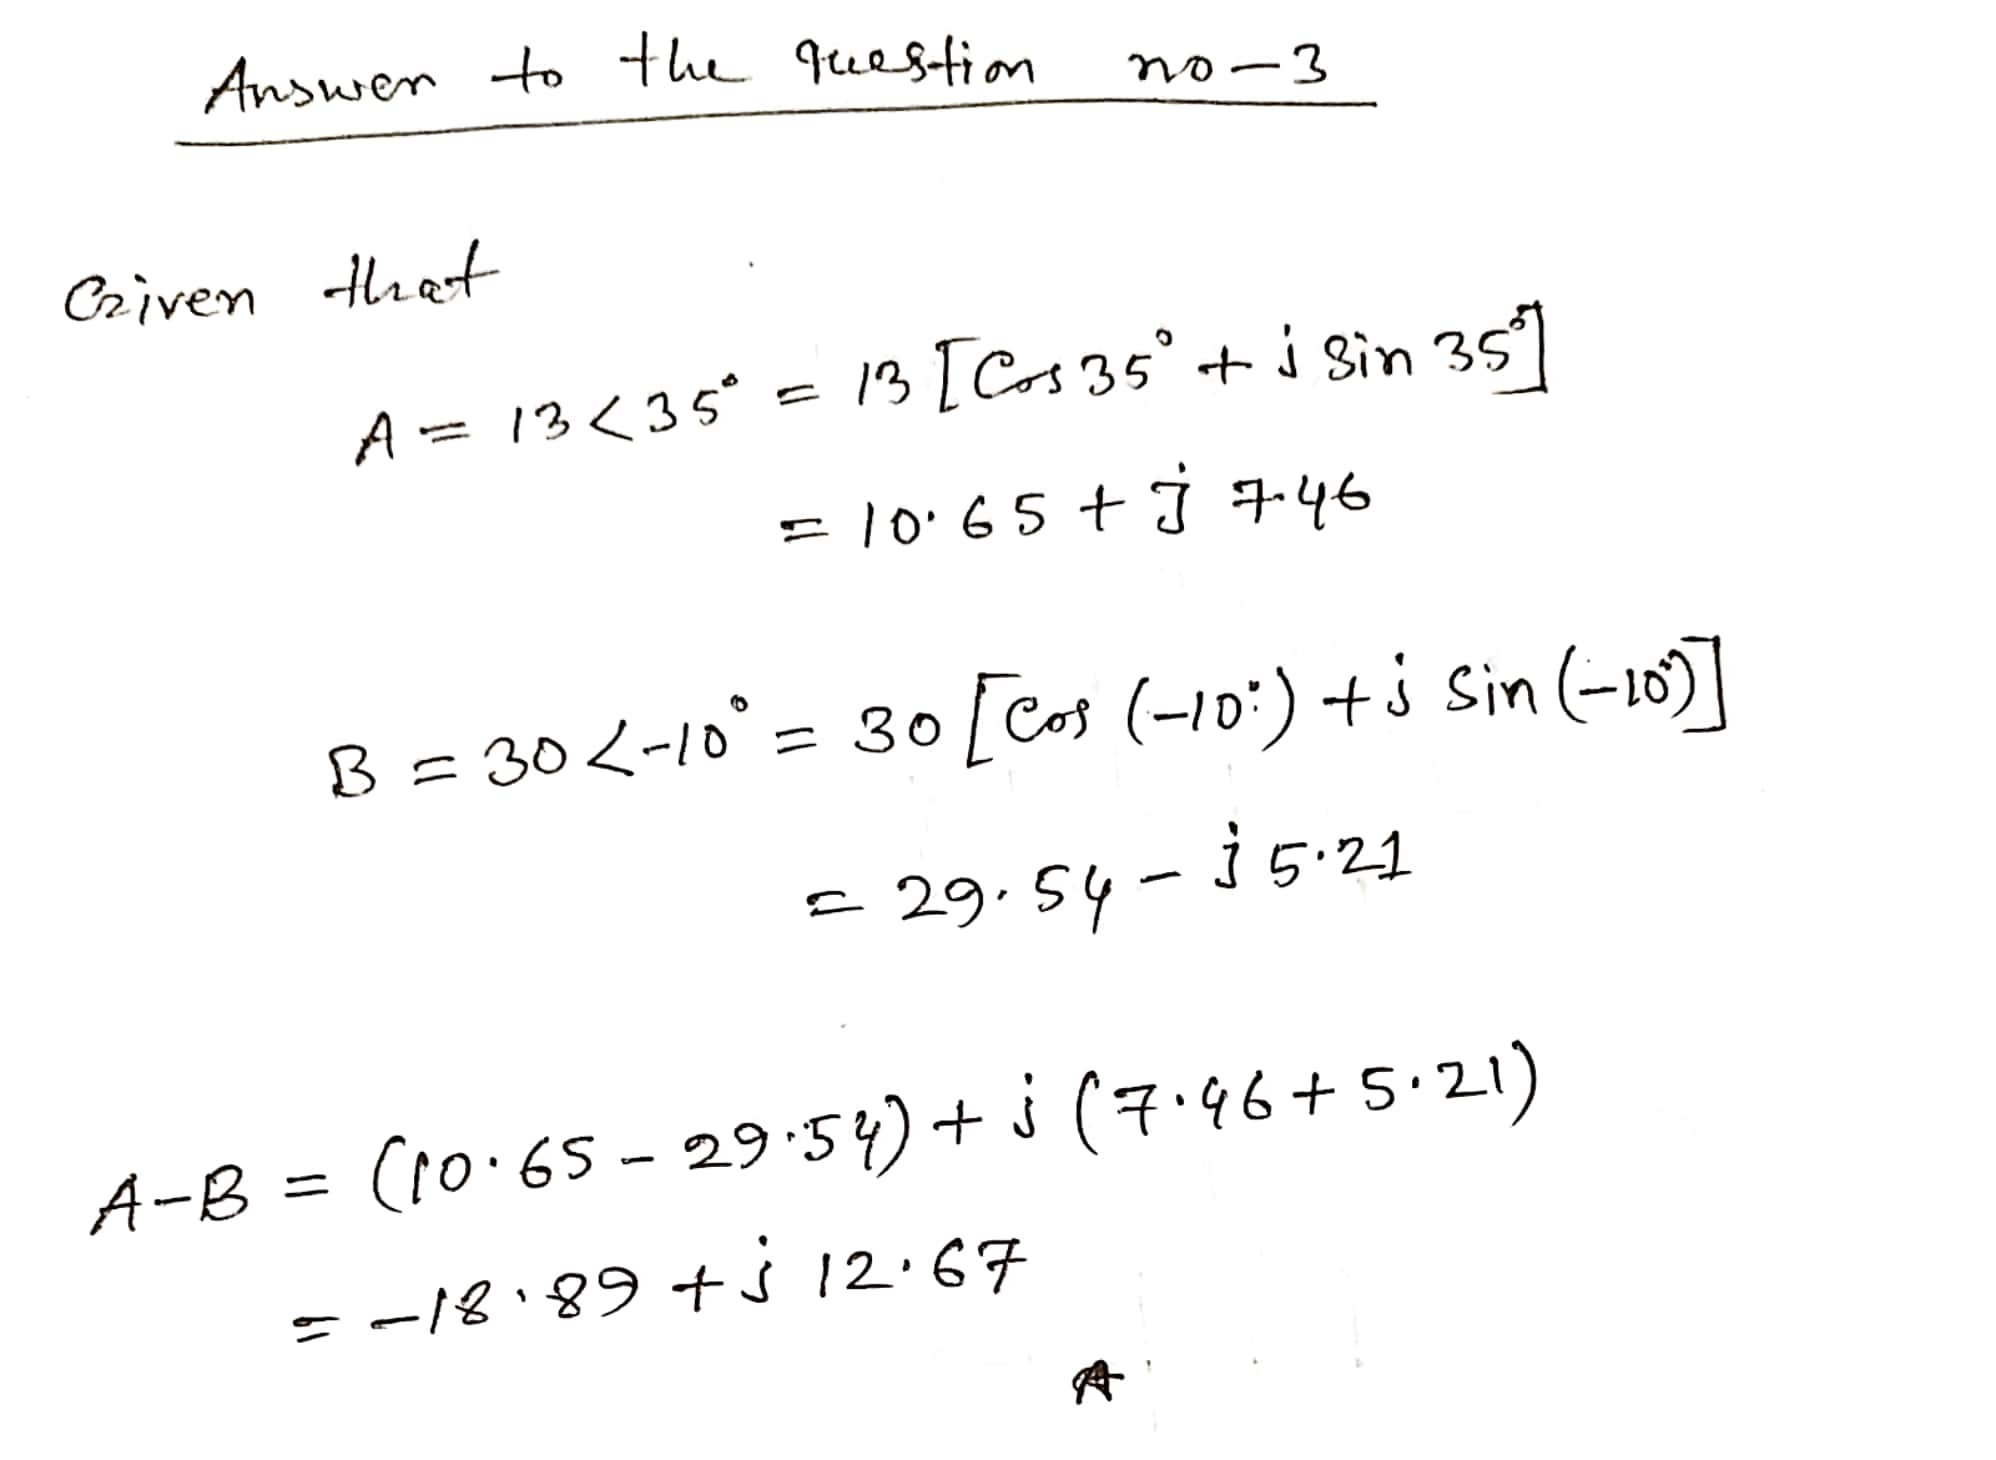 Answer to the question no-3
Given that
A = 13<35° = 13 [Cos 35° + j Sin 35°]
= 10.65 + j 7.46
B = 30 <-10° = 30 [Cos (-10°) + j Sin (-10°)]
= 29.54 - j 5.21
A-B = (10.65 - 29.54) + j (7.46 + 5.21)
= -18.89 + j 12.67
A